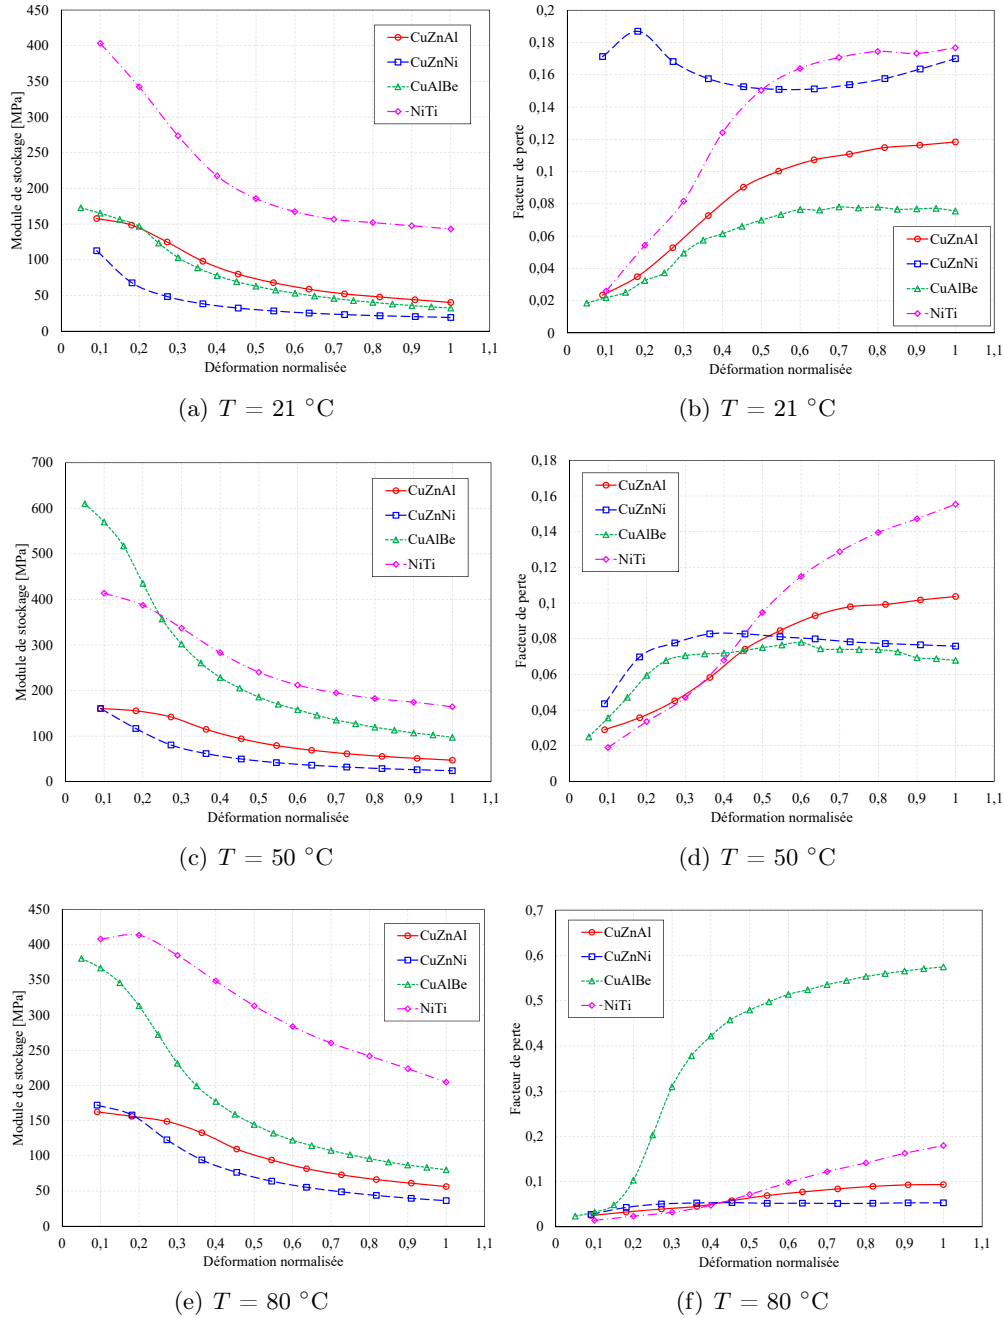 450
400
350
300
250
200
150
100
50
0
Module de stockage [MPa]
CuZnAl
CuZnNi
CuAlBe
NiTi
0 0,1 0,2 0,3 0,4 0,5 0,6 0,7 0,8 0,9 1 1,1
Déformation normalisée
(a) T = 21 °C
0,2
0,18
0,16
0,14
0,12
0,1
0,08
0,06
0,04
0,02
0
Facteur de perte
CuZnAl
CuZnNi
CuAlBe
NiTi
0 0,1 0,2 0,3 0,4 0,5 0,6 0,7 0,8 0,9 1 1,1
Déformation normalisée
(b) T = 21 °C
700
600
500
400
300
200
100
0
Module de stockage [MPa]
CuZnAl
CuZnNi
CuAlBe
NiTi
0 0,1 0,2 0,3 0,4 0,5 0,6 0,7 0,8 0,9 1 1,1
Déformation normalisée
(c) T = 50 °C
0,18
0,16
0,14
0,12
0,1
0,08
0,06
0,04
0,02
0
Facteur de perte
CuZnAl
CuZnNi
CuAlBe
NiTi
0 0,1 0,2 0,3 0,4 0,5 0,6 0,7 0,8 0,9 1 1,1
Déformation normalisée
(d) T = 50 °C
450
400
350
300
250
200
150
100
50
0
Module de stockage [MPa]
CuZnAl
CuZnNi
CuAlBe
NiTi
0 0,1 0,2 0,3 0,4 0,5 0,6 0,7 0,8 0,9 1 1,1
Déformation normalisée
(e) T = 80 °C
0,7
0,6
0,5
0,4
0,3
0,2
0,1
0
Facteur de perte
CuZnAl
CuZnNi
CuAlBe
NiTi
0 0,1 0,2 0,3 0,4 0,5 0,6 0,7 0,8 0,9 1 1,1
Déformation normalisée
(f) T = 80 °C